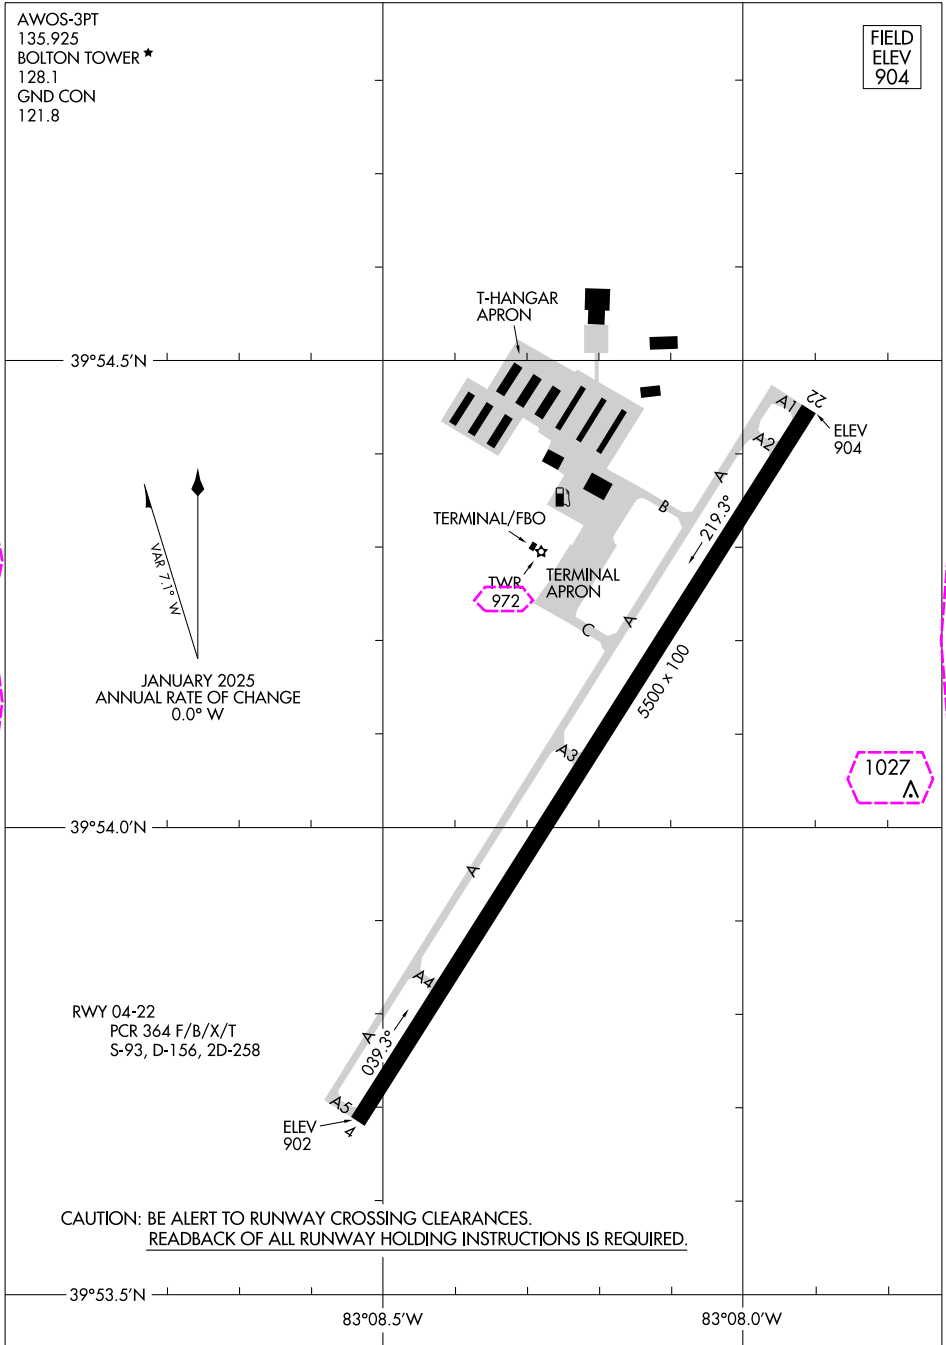 AWOS-3PT
135.925
BOLTON TOWER★
128.1
GND CON
121.8
FIELD
ELEV
904
T-HANGAR
APRON
39°54.5'N
A1
22
A2
ELEV
904
A
B
219.3°
TERMINAL/FBO
TWR
972
TERMINAL
APRON
VAR 7.1° W
C
A
5500 x 100
JANUARY 2025
ANNUAL RATE OF CHANGE
0.0° W
A3
1027
39°54.0'N
A
A4
RWY 04-22
PCR 364 F/B/X/T
S-93, D-156, 2D-258
A
039.3°
A5
ELEV
902
4
CAUTION: BE ALERT TO RUNWAY CROSSING CLEARANCES.
READBACK OF ALL RUNWAY HOLDING INSTRUCTIONS IS REQUIRED.
39°53.5'N
83°08.5'W
83°08.0'W